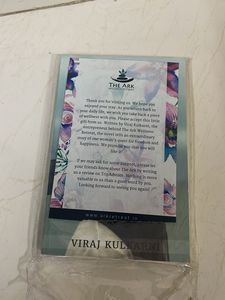 THE ARK
Thank you for visiting us. We hope you
enjoyed your stay. As you return back to
your daily life, we wish you take back a piece
of wellness with you. Please accept this little
gift from us. Written by Viraj Kulkarni, the
entrepreneur behind The Ark Wellness
Retreat, the novel tells an extraordinary
story of one woman's quest for freedom and
happiness. We promise you that you will
like it!
If we may ask for some support, please let
your friends know about The Ark by writing
us a review on TripAdvisor. Nothing is more
valuable to us than a good word by you.
Looking forward to seeing you again!
VIRAJ KULKARNI